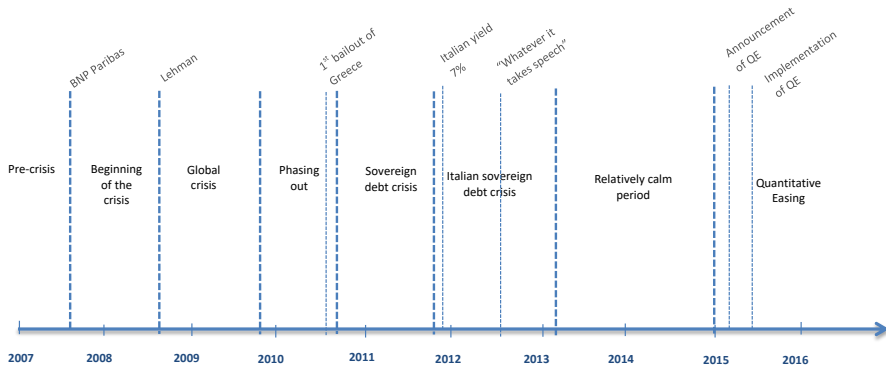 BNP Paribas
Lehman
1st bailout of
Greece
Italian yield
7%
“Whatever it
takes speech”
Announcement
of QE
Implementation
of QE
Pre-crisis
Beginning
of the
crisis
Global
crisis
Phasing
out
Sovereign
debt crisis
Italian sovereign
debt crisis
Relatively calm
period
Quantitative
Easing
2007
2008
2009
2010
2011
2012
2013
2014
2015
2016